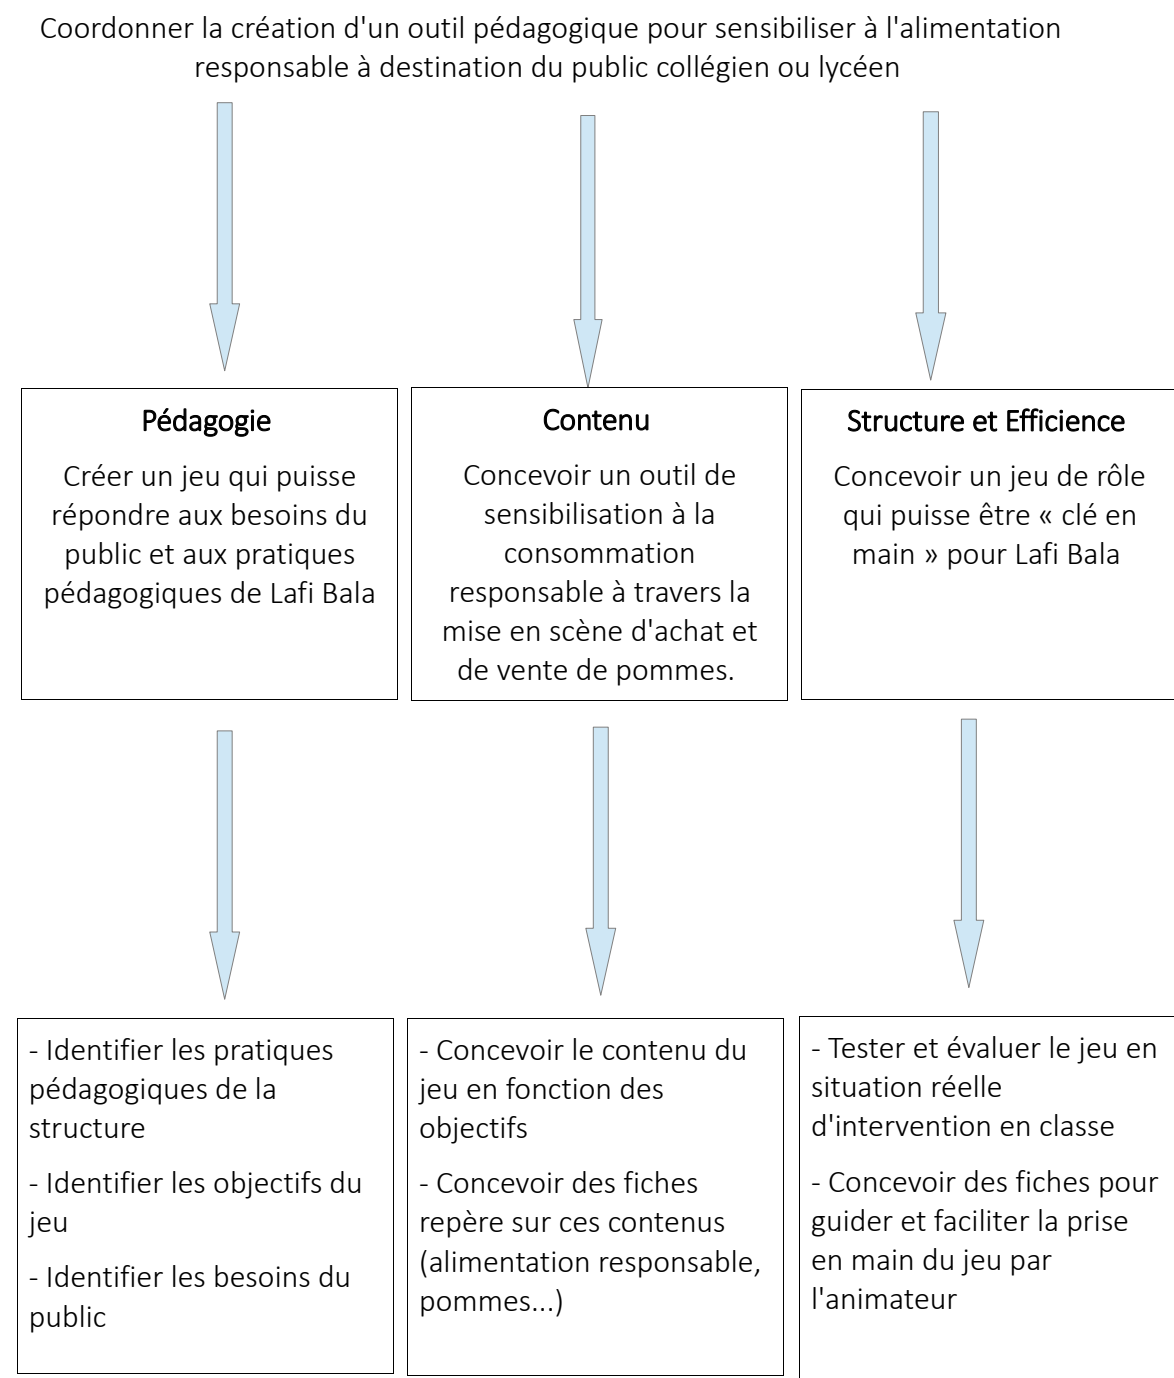 Coordonner la création d'un outil pédagogique pour sensibiliser à l'alimentation
responsable à destination du public collégien ou lycéen
Pédagogie
Créer un jeu qui puisse
répondre aux besoins du
public et aux pratiques
pédagogiques de Lafi Bala
Contenu
Concevoir un outil de
sensibilisation à la
consommation
responsable à travers la
mise en scène d'achat et
de vente de pommes.
Structure et Efficience
Concevoir un jeu de rôle
qui puisse être « clé en
main » pour Lafi Bala
- Identifier les pratiques
pédagogiques de la
structure
- Identifier les objectifs du
jeu
- Identifier les besoins du
public
- Concevoir le contenu du
jeu en fonction des
objectifs
- Concevoir des fiches
repère sur ces contenus
(alimentation responsable,
pommes...)
- Tester et évaluer le jeu en
situation réelle
d'intervention en classe
- Concevoir des fiches pour
guider et faciliter la prise
en main du jeu par
l'animateur